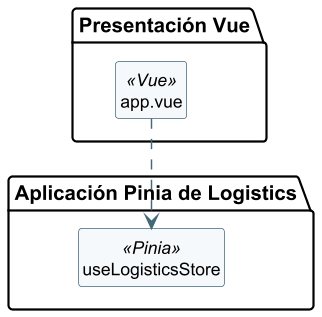 Presentación Vue
«Vue»
app.vue
Aplicación Pinia de Logistics
«Pinia»
useLogisticsStore